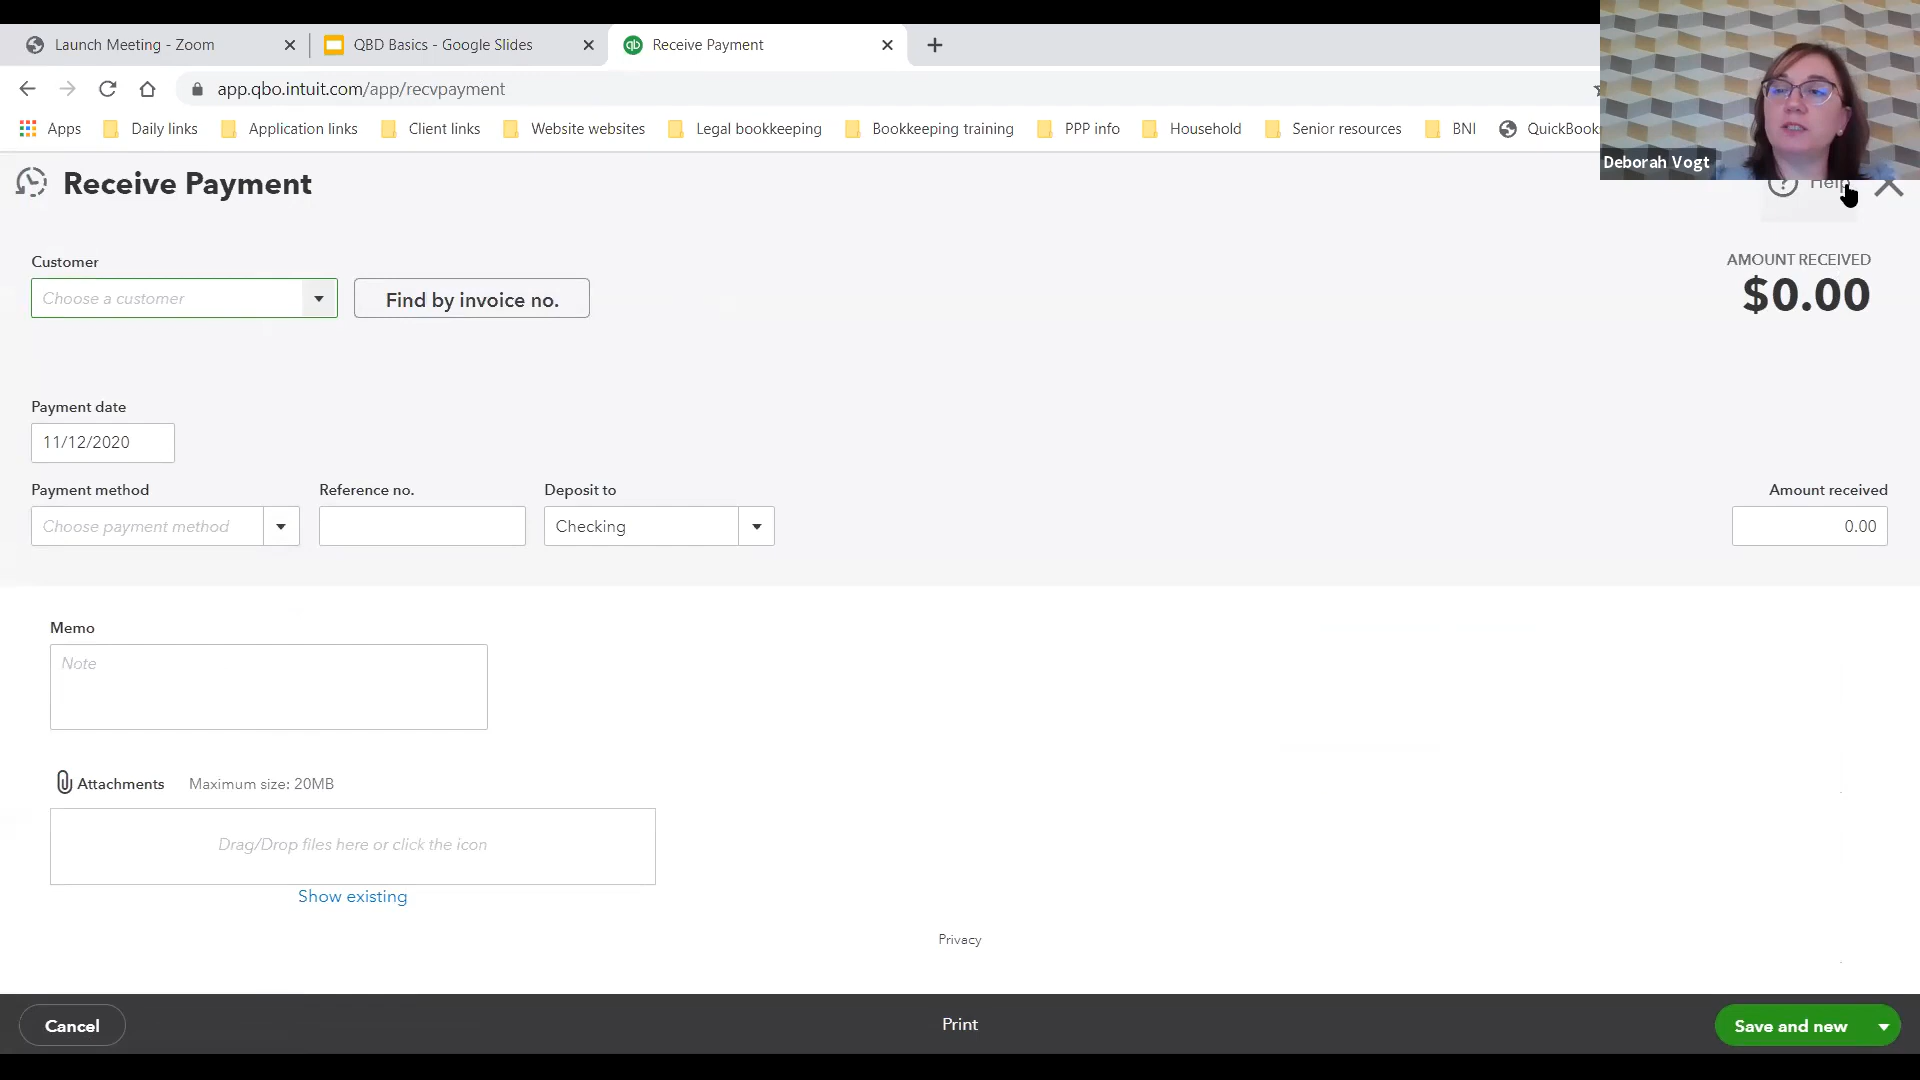 Launch Meeting - Zoom
QBD Basics - Google Slides
qb Receive Payment
app.qbo.intuit.com/app/recvpayment
Apps
Daily links
Application links
Client links
Website websites
Legal bookkeeping
Bookkeeping training
PPP info
Household
Senior resources
BNI
QuickBook
Deborah Vogt
Receive Payment
Help
Customer
Choose a customer
Find by invoice no.
AMOUNT RECEIVED
$0.00
Payment date
11/12/2020
Payment method
Reference no.
Deposit to
Amount received
Choose payment method
Checking
0.00
Memo
Note
Attachments
Maximum size: 20MB
Drag/Drop files here or click the icon
Show existing
Privacy
Cancel
Print
Save and new